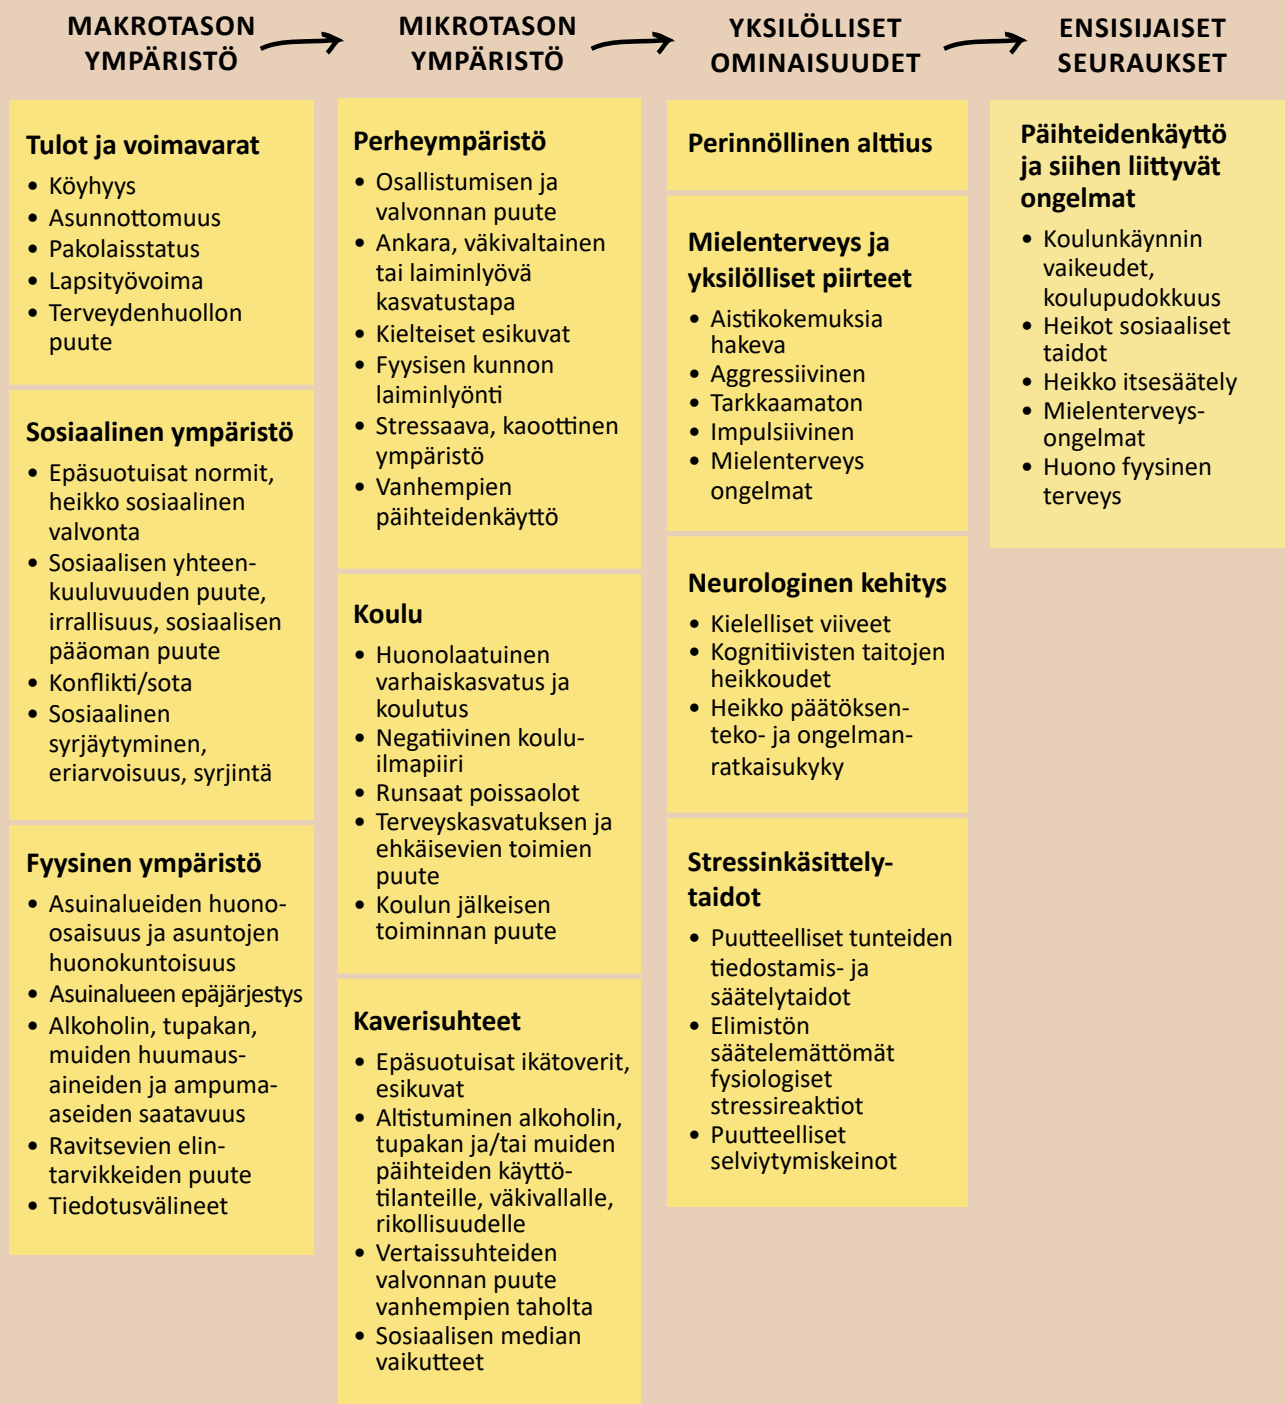 MAKROTASON
YMPÄRISTÖ
Tulot ja voimavarat
• Köyhyys
• Asunnottomuus
• Pakolaisstatus
• Lapsityövoima
• Terveydenhuollon
puute
Sosiaalinen ympäristö
• Epäsuotuisat normit,
heikko sosiaalinen
valvonta
• Sosiaalisen yhteen-
kuuluvuuden puute,
irrallisuus, sosiaalisen
pääoman puute
• Konflikti/sota
• Sosiaalinen
syrjäytyminen,
eriarvoisuus, syrjintä
Fyysinen ympäristö
• Asuinalueiden huono-
osaisuus ja asuntojen
huonokuntoisuus
• Asuinalueen epäjärjestys
• Alkoholin, tupakan,
muiden huumaus-
aineiden ja ampuma-
aseiden saatavuus
• Ravitsevien elin-
tarvikkeiden puute
• Tiedotusvälineet
MIKROTASON
YMPÄRISTÖ
Perheympäristö
• Osallistumisen ja
valvonnan puute
• Ankara, väkivaltainen
tai laiminlyövä
kasvatustapa
• Kielteiset esikuvat
• Fyysisen kunnon
laiminlyönti
• Stressaava, kaoottinen
ympäristö
• Vanhempien
päihteidenkäyttö
Koulu
• Huonolaatuinen
varhaiskasvatus ja
koulutus
• Negatiivinen koulu-
ilmapiiri
• Runsaat poissaolot
• Terveyskasvatuksen ja
ehkäisevien toimien
puute
• Koulun jälkeisen
toiminnan puute
Kaverisuhteet
• Epäsuotuisat ikätoverit,
esikuvat
• Altistuminen alkoholin,
tupakan ja/tai muiden
päihteiden käyttö-
tilanteille, väkivallalle,
rikollisuudelle
• Vertaissuhteiden
valvonnan puute
vanhempien taholta
• Sosiaalisen median
vaikutteet
YKSILÖLLISET
OMINAISUUDET
Perinnöllinen alttius
Mielenterveys ja
yksilölliset piirteet
• Aistikokemuksia
hakeva
• Aggressiivinen
• Tarkkaamaton
• Impulsiivinen
• Mielenterveys
ongelmat
Neurologinen kehitys
• Kielelliset viiveet
• Kognitiivisten taitojen
heikkoudet
• Heikko päätöksen-
teko- ja ongelman-
ratkaisukyky
Stressinkäsittely-
taidot
• Puutteelliset tunteiden
tiedostamis- ja
säätelytaidot
• Elimistön
säätelemättömät
fysiologiset
stressireaktiot
• Puutteelliset
selviytymiskeinot
ENSISIJAISET
SEURAUKSET
Päihteidenkäyttö
ja siihen liittyvät
ongelmat
• Koulunkäynnin
vaikeudet,
koulupudokkuus
• Heikot sosiaaliset
taidot
• Heikko itsesäätely
• Mielenterveys-
ongelmat
• Huono fyysinen
terveys